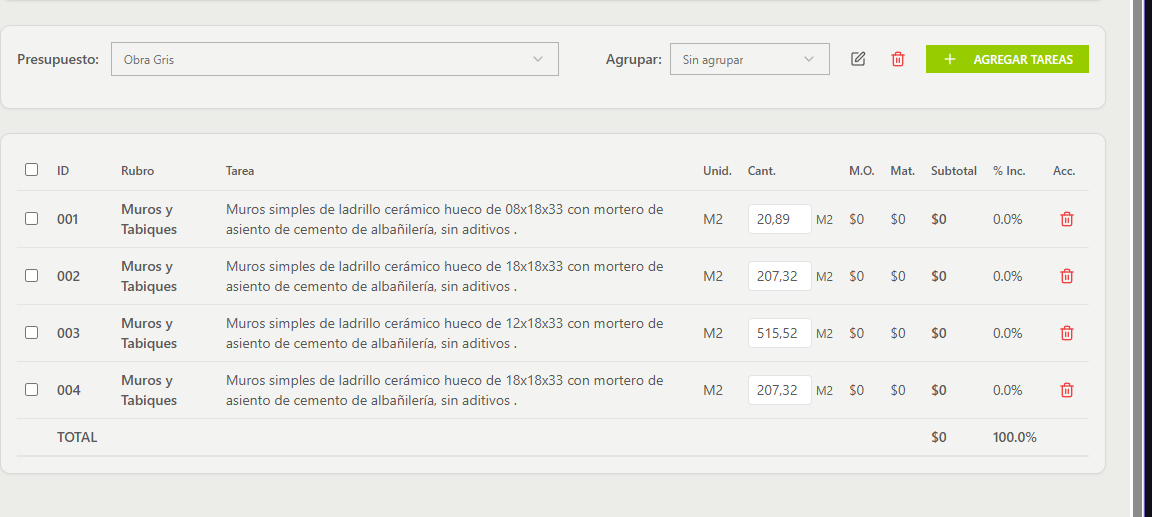 Presupuesto: Obra Gris Agrupar: Sin agrupar AGREGAR TAREAS
ID Rubro Tarea Unid. Cant. M.O. Mat. Subtotal % Inc. Acc.
001 Muros y Tabiques Muros simples de ladrillo cerámico hueco de 08x18x33 con mortero de asiento de cemento de albañilería, sin aditivos . M2 20,89 M2 $0 $0 $0 0.0%
002 Muros y Tabiques Muros simples de ladrillo cerámico hueco de 18x18x33 con mortero de asiento de cemento de albañilería, sin aditivos . M2 207,32 M2 $0 $0 $0 0.0%
003 Muros y Tabiques Muros simples de ladrillo cerámico hueco de 12x18x33 con mortero de asiento de cemento de albañilería, sin aditivos . M2 515,52 M2 $0 $0 $0 0.0%
004 Muros y Tabiques Muros simples de ladrillo cerámico hueco de 18x18x33 con mortero de asiento de cemento de albañilería, sin aditivos . M2 207,32 M2 $0 $0 $0 0.0%
TOTAL $0 100.0%